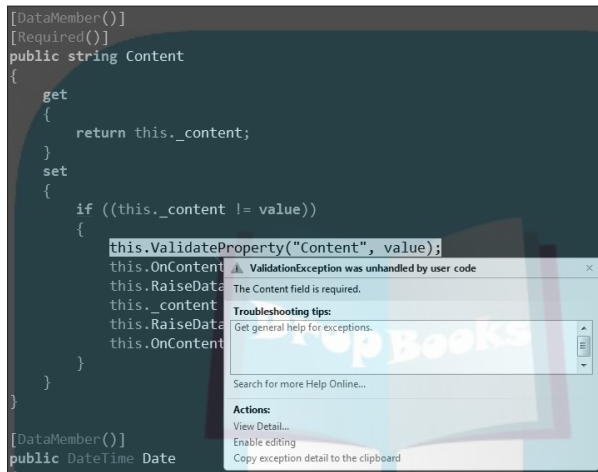 [DataMember()]
[Required()]
public string Content
{
get
{
return this._content;
}
set
{
if ((this._content != value))
{
this.ValidateProperty("Content", value);
this.OnContent
this.RaiseData
this._content
this.RaiseData
this.OnContent
}
}
}
[DataMember()]
public DateTime Date
ValidationException was unhandled by user code
The Content field is required.
Troubleshooting tips:
Get general help for exceptions.
Search for more Help Online...
Actions:
View Detail...
Enable editing
Copy exception detail to the clipboard
DropBooks